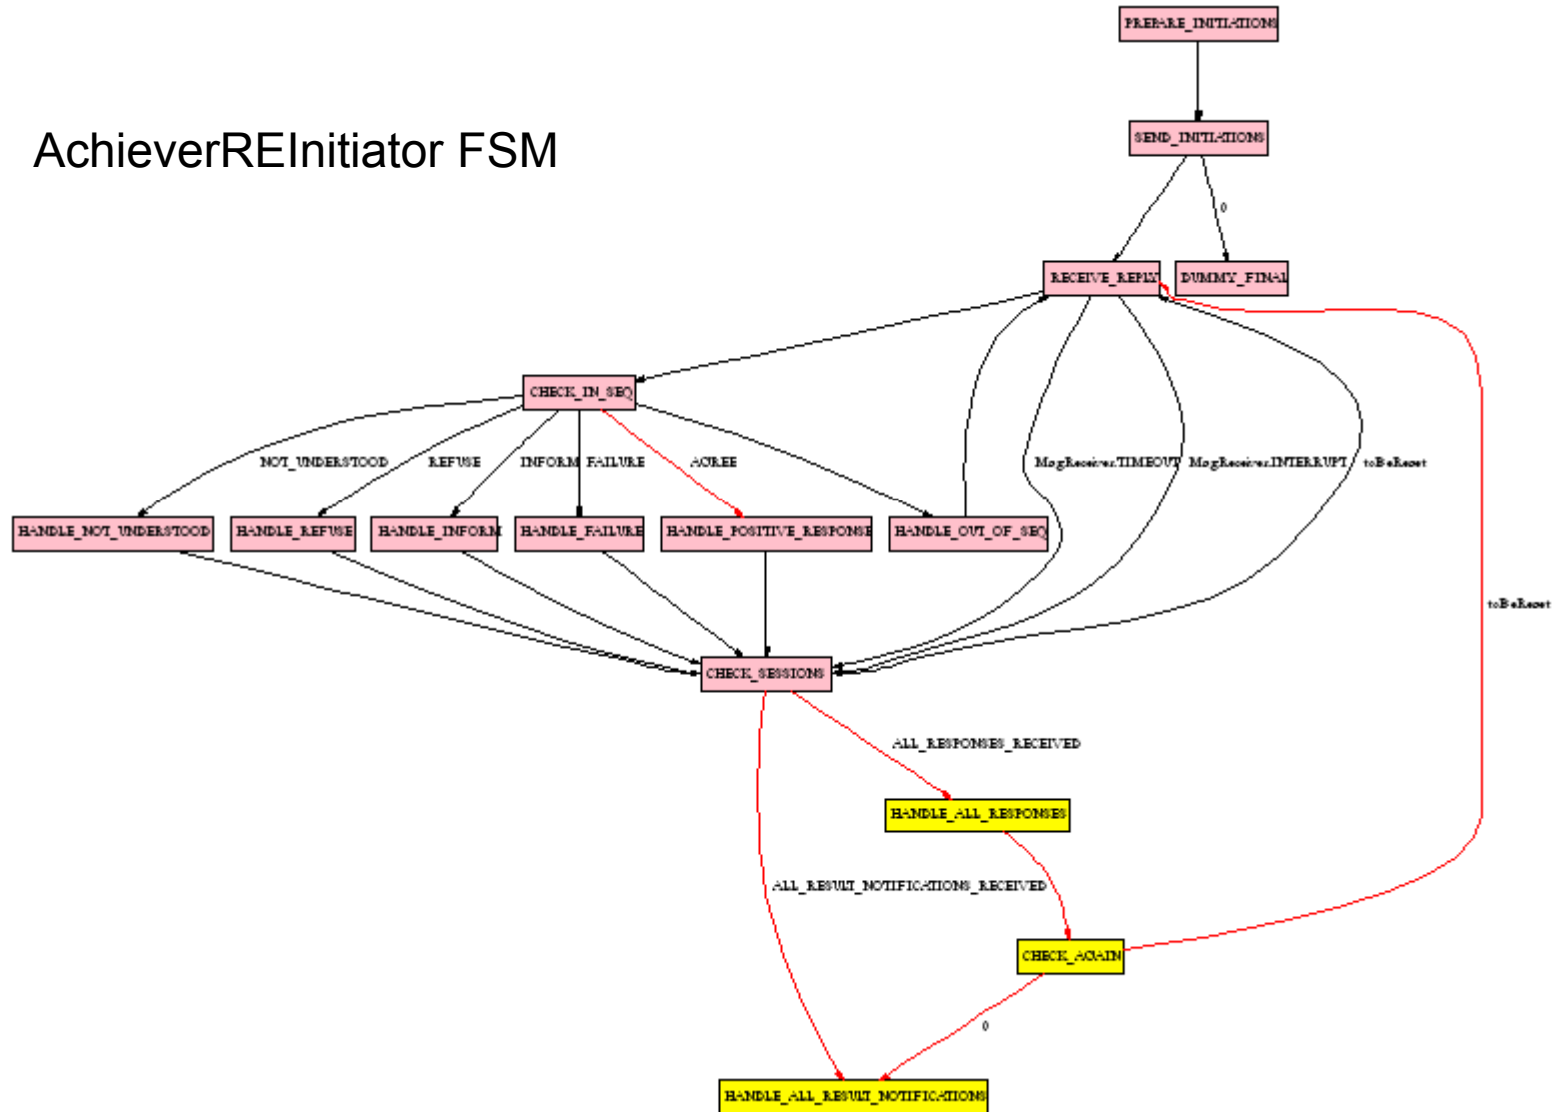 PREPARE_INITIATIONS
AchieverREInitiator FSM
SEND_INITIATIONS
0
RECEIVE_REPLY
DUMMY_FINAL
CHECK_IN_SEQ
NOT_UNDERSTOOD
REFUSE
INFORM
FAILURE
AGREE
MsgReceiver.TIMEOUT
MsgReceiver.INTERRUPT
toBeReset
HANDLE_NOT_UNDERSTOOD
HANDLE_REFUSE
HANDLE_INFORM
HANDLE_FAILURE
HANDLE_POSITIVE_RESPONSE
HANDLE_OUT_OF_SEQ
toBeReset
CHECK_SESSIONS
ALL_RESPONSES_RECEIVED
HANDLE_ALL_RESPONSES
ALL_RESULT_NOTIFICATIONS_RECEIVED
CHECK_AGAIN
0
HANDLE_ALL_RESULT_NOTIFICATIONS